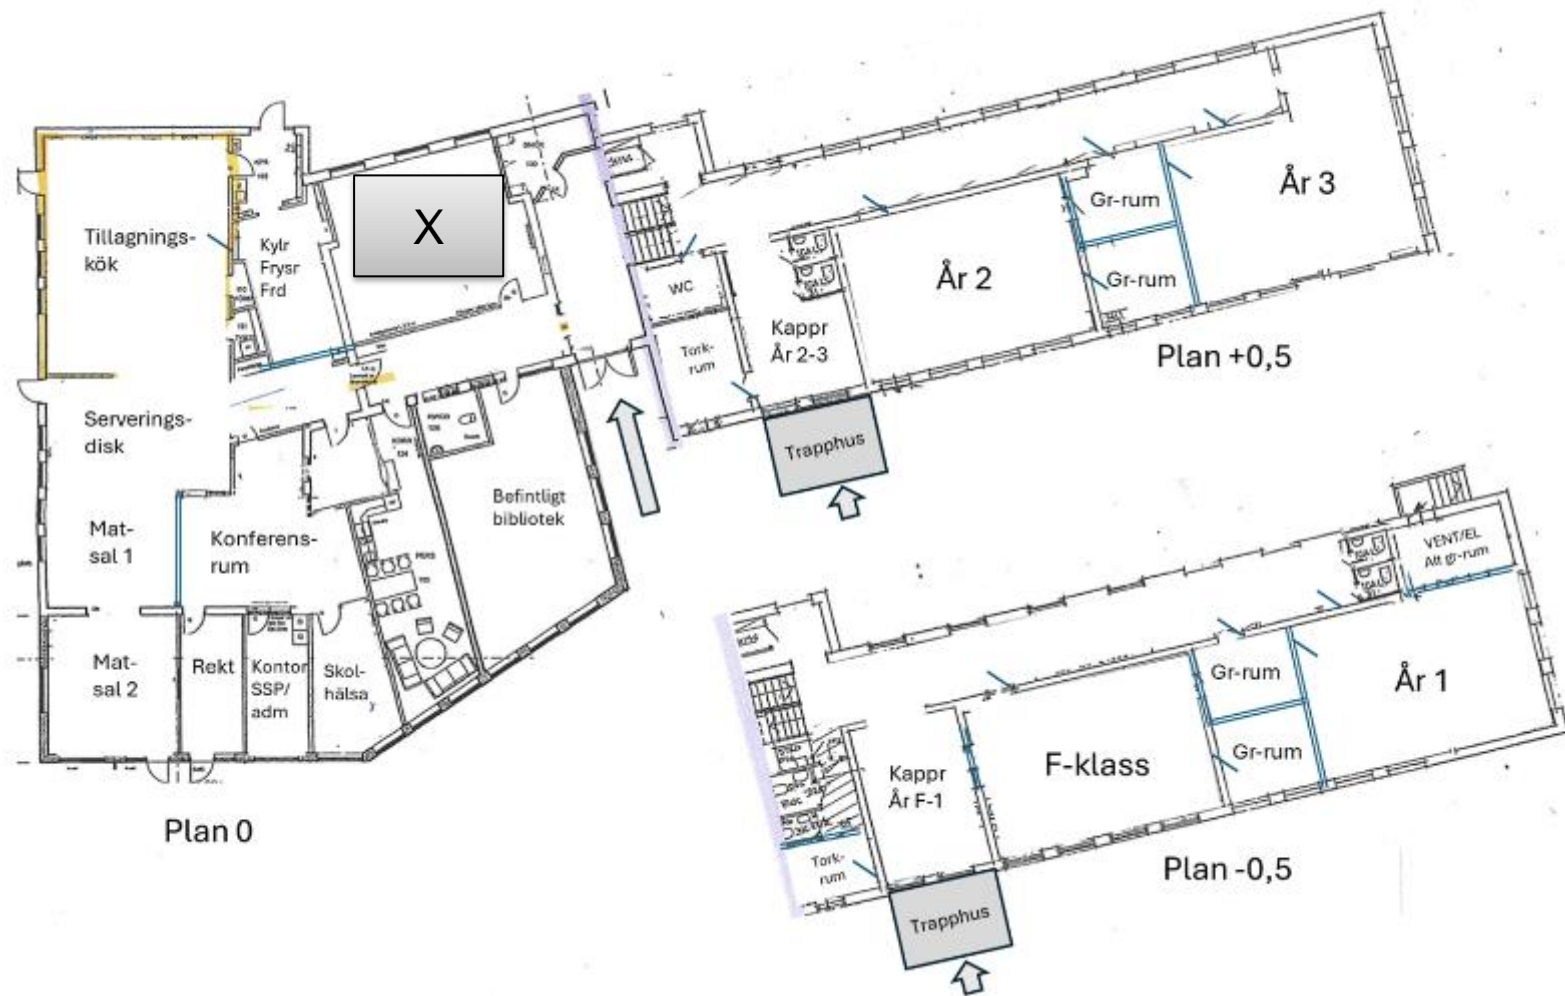 X
Tillagnings-
kök
Kylr
Frysr
Frd
Serverings-
disk
Mat-
sal 1
Konferens-
rum
Befintligt
bibliotek
Mat-
sal 2
Rekt
Kontor
SSP/
adm
Skol-
hälsa
Plan 0
WC
Tork-
rum
Kappr
År 2-3
År 2
Gr-rum
Gr-rum
År 3
Plan +0,5
Trapphus
VENT/EL
Alt gr-rum
Tork-
rum
Kappr
År F-1
F-klass
Gr-rum
Gr-rum
År 1
Plan -0,5
Trapphus